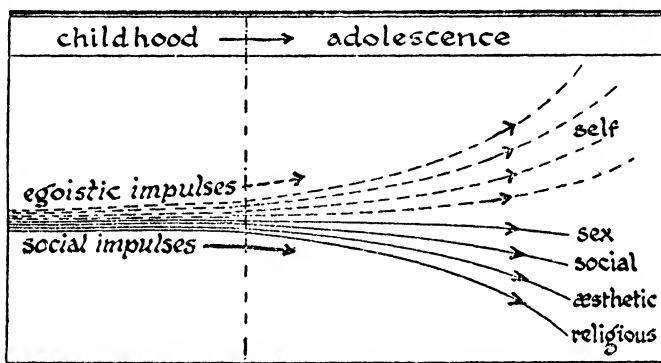 childhood → adolescence
self
egoistic impulses
social impulses
sex
social
æsthetic
religious